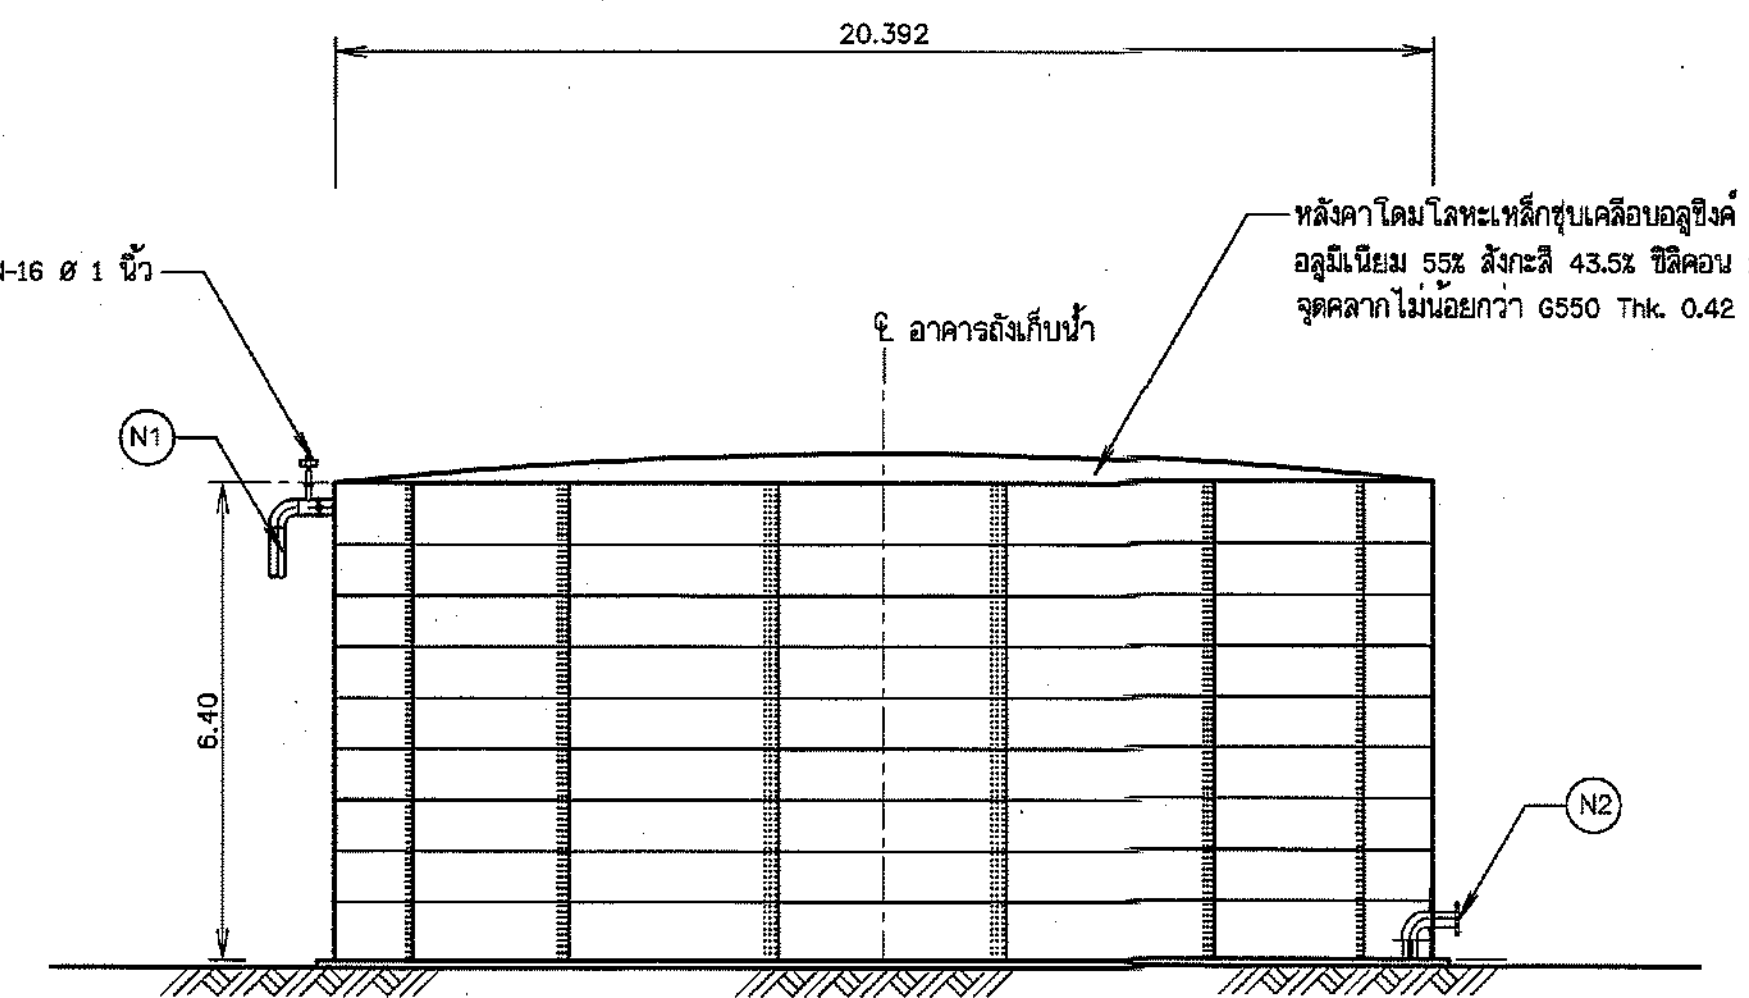 20.392
หลังคาโดมโลหะเหล็กชุบเคลือบอลูซิงค์
-16 Ø 1 นิ้ว
อลูมิเนียม 55% สังกะสี 43.5% ซิลิคอน
จุดคลากไม่น้อยกว่า G550 Thk. 0.42
℄ อาคารถังเก็บน้ำ
N1
6.40
N2